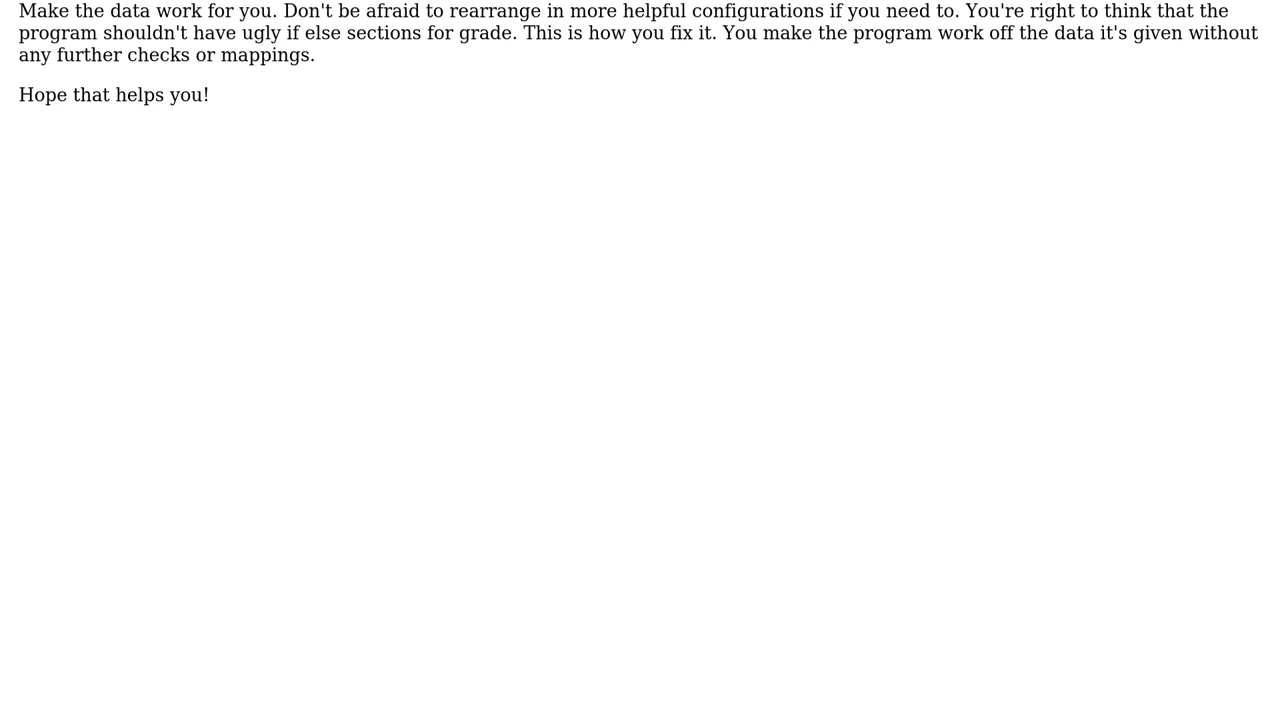 Make the data work for you. Don't be afraid to rearrange in more helpful configurations if you need to. You're right to think that the
program shouldn't have ugly if else sections for grade. This is how you fix it. You make the program work off the data it's given without
any further checks or mappings.
Hope that helps you!